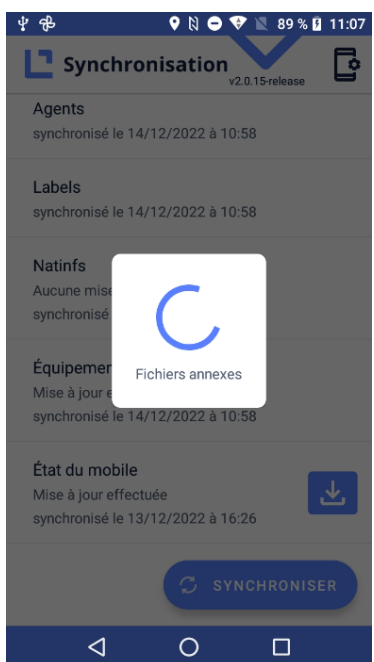 89 % 11:07
Synchronisation
v2.0.15-release
Agents
synchronisé le 14/12/2022 à 10:58
Labels
synchronisé le 14/12/2022 à 10:58
Natinfs
Aucune mise
synchronisé
Fichiers annexes
Équipemen
Mise à jour e
synchronisé le 14/12/2022 à 10:58
État du mobile
Mise à jour effectuée
synchronisé le 13/12/2022 à 16:26
SYNCHRONISER